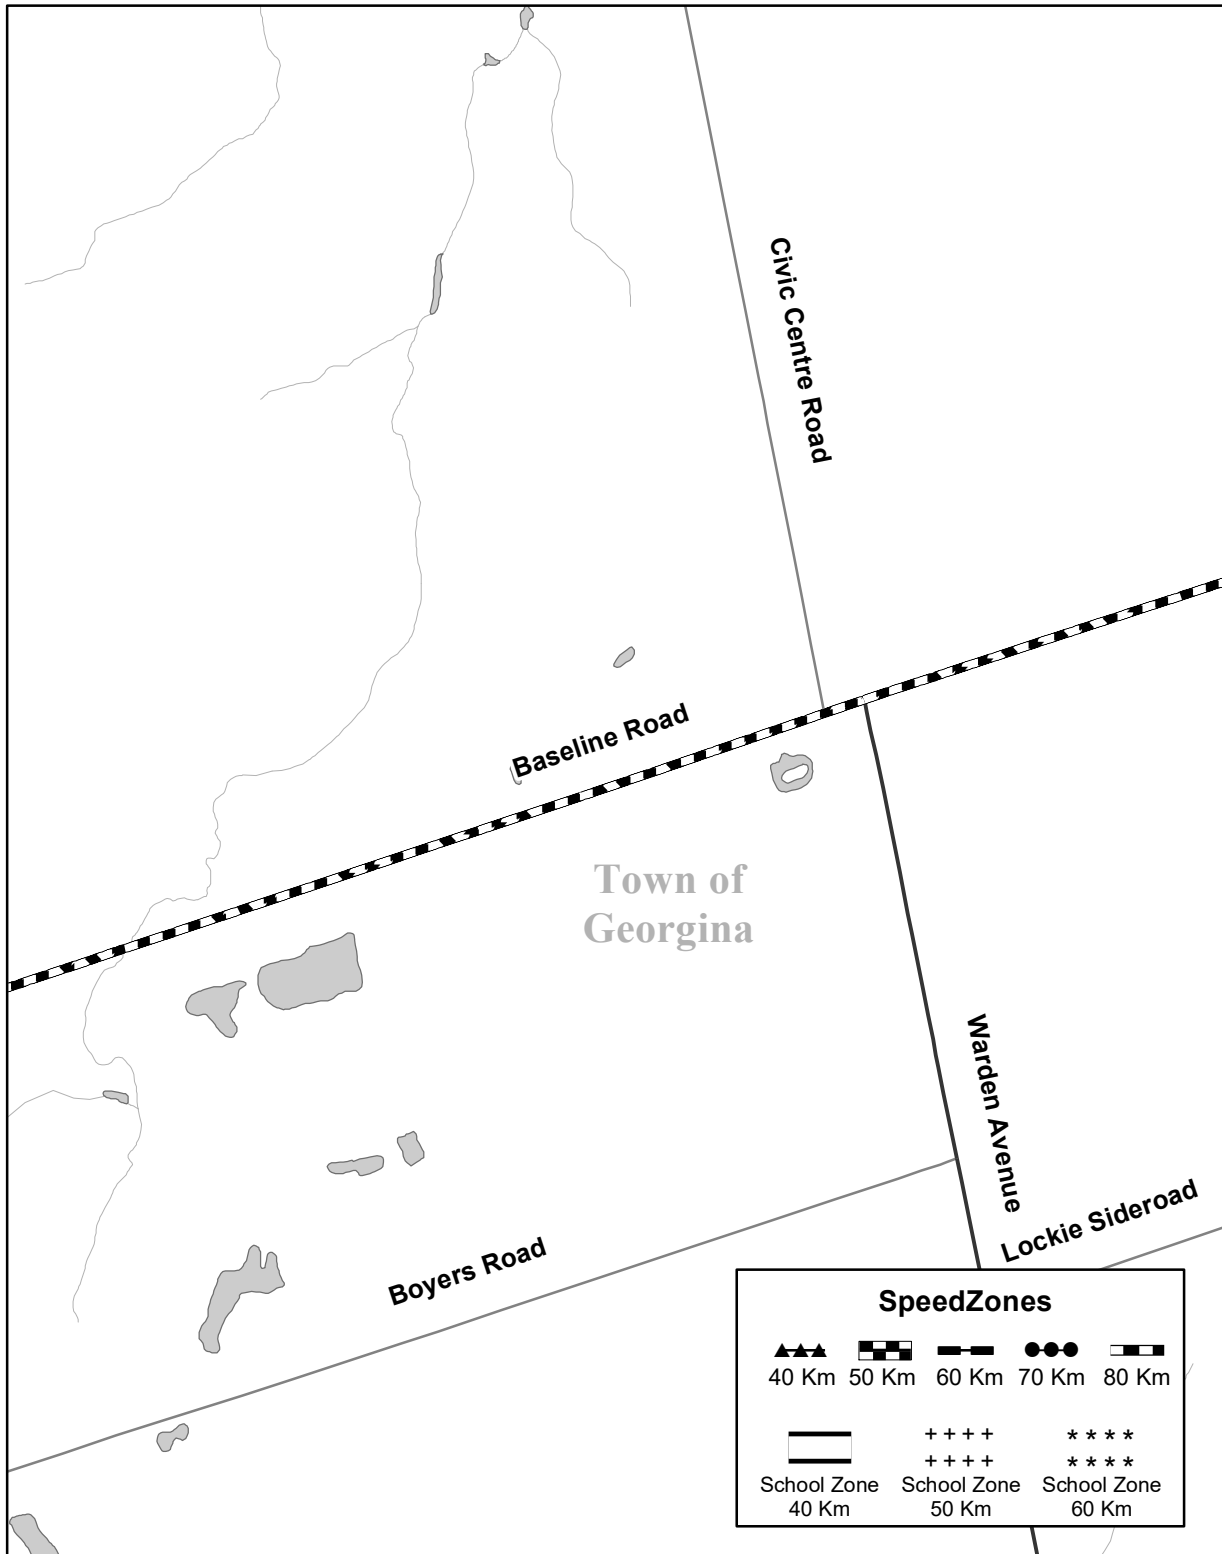 Civic Centre Road
Baseline Road
Town of
Georgina
Warden Avenue
Lockie Sideroad
Boyers Road
SpeedZones
40 Km 50 Km 60 Km 70 Km 80 Km
School Zone School Zone School Zone
40 Km 50 Km 60 Km